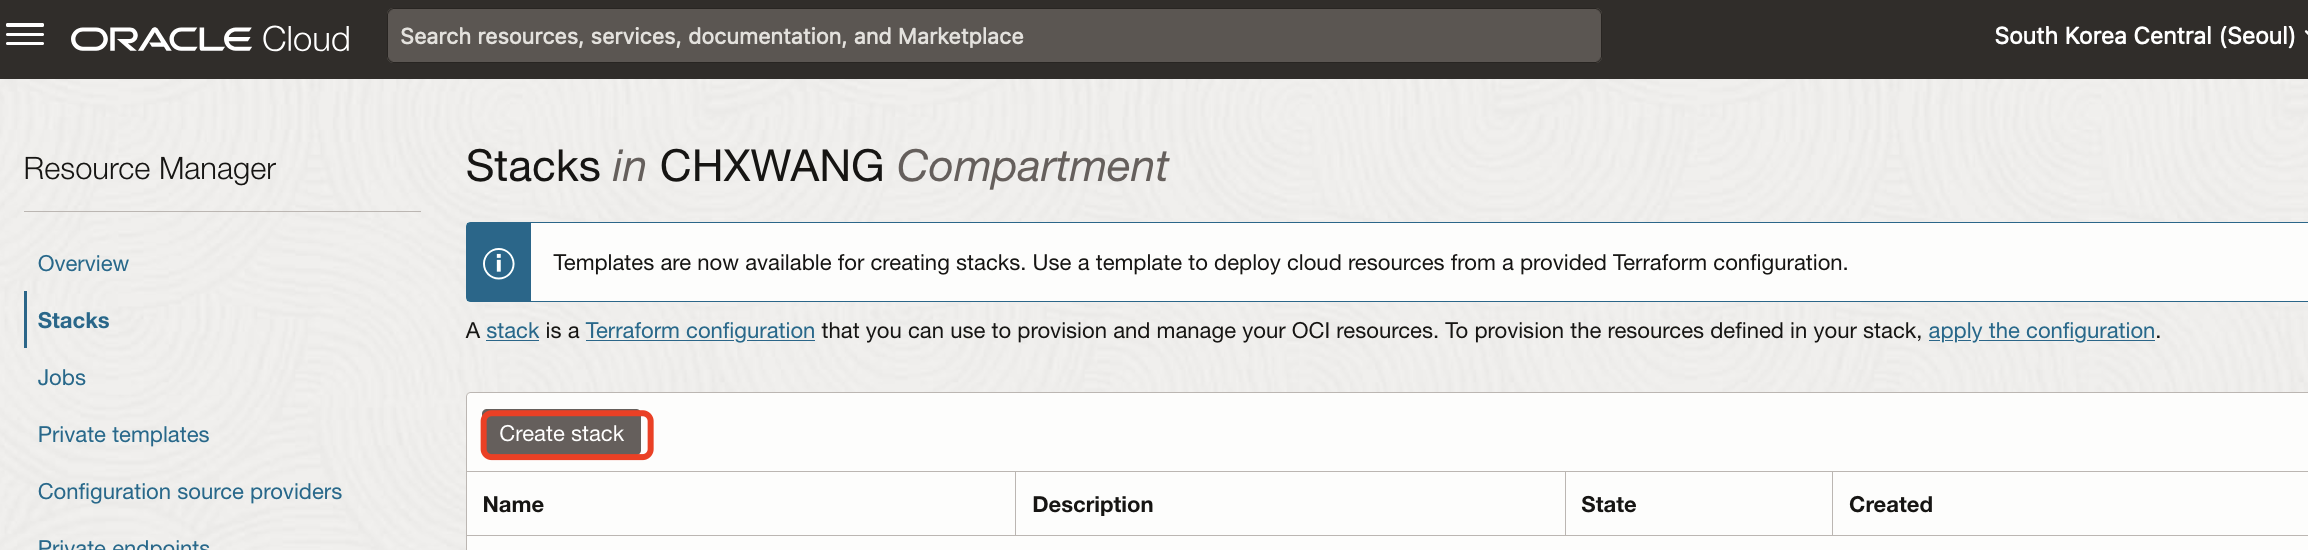 ORACLE Cloud
Search resources, services, documentation, and Marketplace
South Korea Central (Seoul)
Resource Manager
Overview
Stacks
Jobs
Private templates
Configuration source providers
Private endpoints
Stacks in CHXWANG Compartment
Templates are now available for creating stacks. Use a template to deploy cloud resources from a provided Terraform configuration.
A stack is a Terraform configuration that you can use to provision and manage your OCI resources. To provision the resources defined in your stack, apply the configuration.
Create stack
Name Description State Created